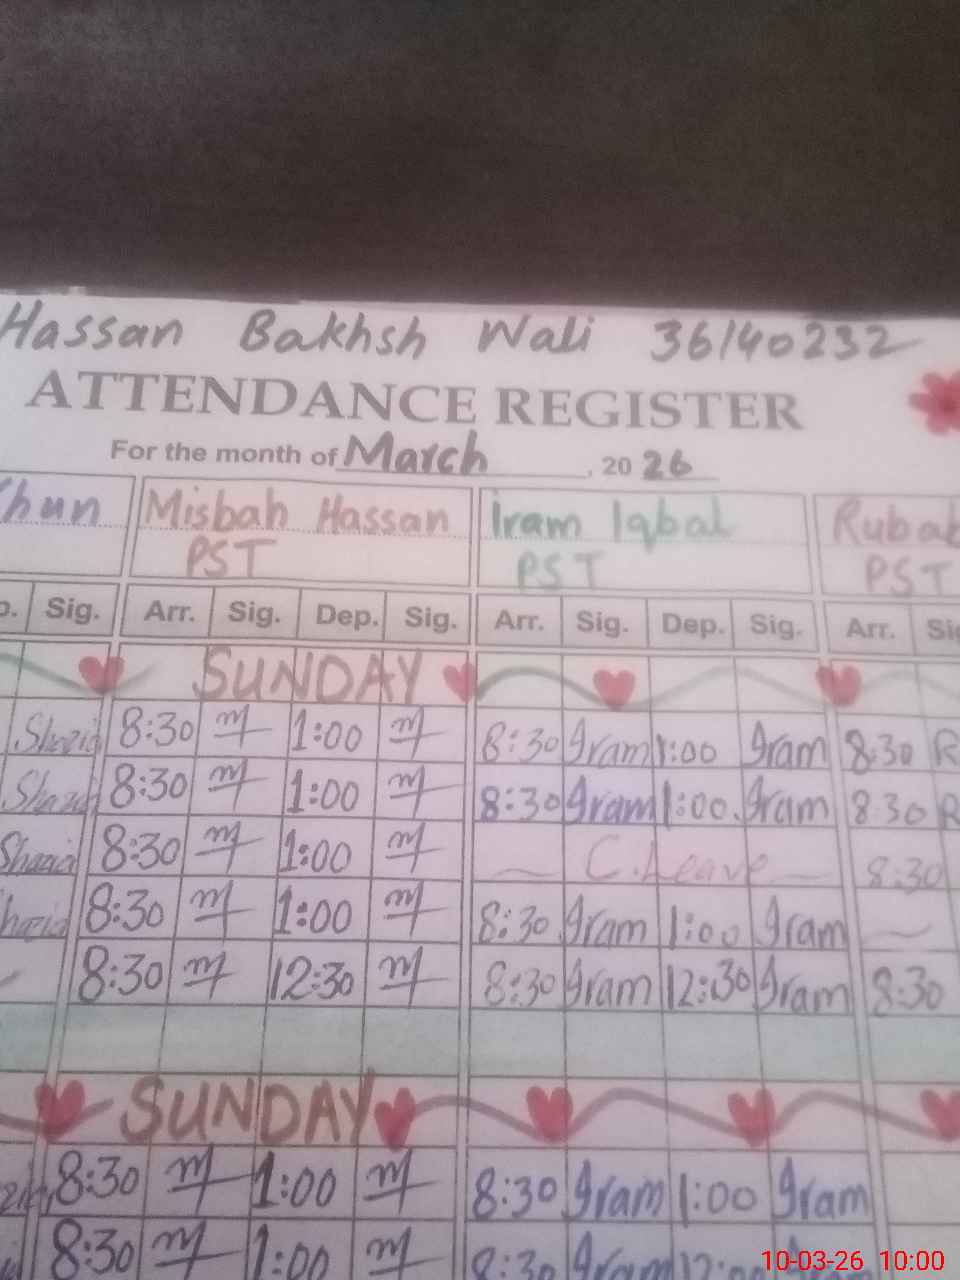 Hassan Bakhsh Wali 36140232
ATTENDANCE REGISTER
For the month of March, 20 26
Misbah Hassan Iram Iqbal
PST PST PST
Sig. Arr. Sig. Dep. Sig. Arr. Sig. Dep. Sig. Arr.
SUNDAY
8:30 m 1:00 m 8:30 Iram 1:00 Iram 8:30 R
8:30 m 1:00 m 8:30 Iram 1:00 Iram 8:30 R
8:30 m 1:00 m C.Leave 8:30
8:30 m 1:00 m 8:30 Iram 1:00 Iram
8:30 m 12:30 m 8:30 Iram 12:30 Iram 8:30
SUNDAY
8:30 m 1:00 m 8:30 Iram 1:00 Iram
8:30 m 1:00 m 8:30 Iram
10-03-26 10:00